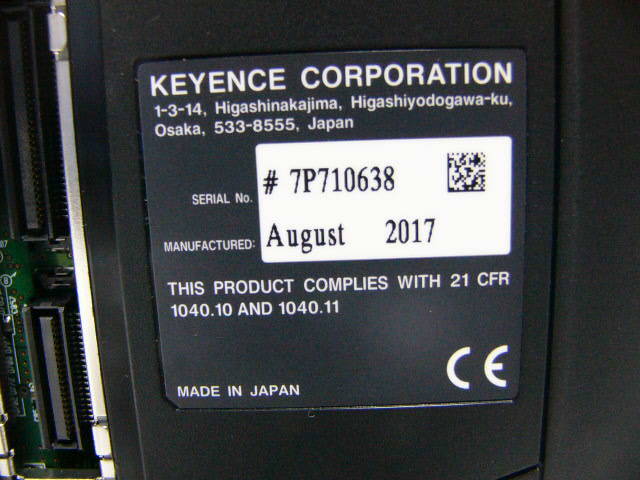 KEYENCE CORPORATION
1-3-14, Higashinakajima, Higashiyodogawa-ku,
Osaka, 533-8555, Japan
SERIAL No. # 7P710638
MANUFACTURED: August 2017
THIS PRODUCT COMPLIES WITH 21 CFR
1040.10 AND 1040.11
CE
MADE IN JAPAN